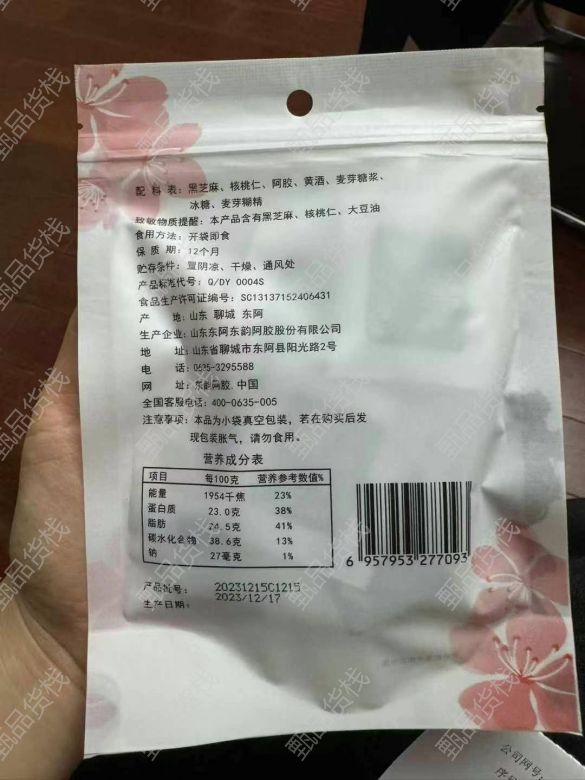 配 料 表：黑芝麻、核桃仁、阿胶、黄酒、麦芽糖浆、
冰糖、麦芽糊精
致敏物质提醒：本产品含有黑芝麻、核桃仁、大豆油
食用方法：开袋即食
保 质 期：12个月
贮存条件：置阴凉、干燥、通风处
产品标准代号：Q/DY 0004S
食品生产许可证编号：SC13137152406431
产 地：山东 聊城 东阿
生产企业：山东东阿东韵阿胶股份有限公司
地 址：山东省聊城市东阿县阳光路2号
电 话：0635-3295588
网 址：东韵阿胶.中国
全国客服电话：400-0635-005
注意事项：本品为小袋真空包装，若在购买后发
现包装胀气，请勿食用。
营养成分表
项目 每100克 营养参考数值%
能量 1954千焦 23%
蛋白质 23.0克 38%
脂肪 24.5克 41%
碳水化合物 38.6克 13%
钠 27毫克 1%
6 957953 277093
产品批号：20231215C1215
生产日期：2023/12/17
公司网号
甄品货栈